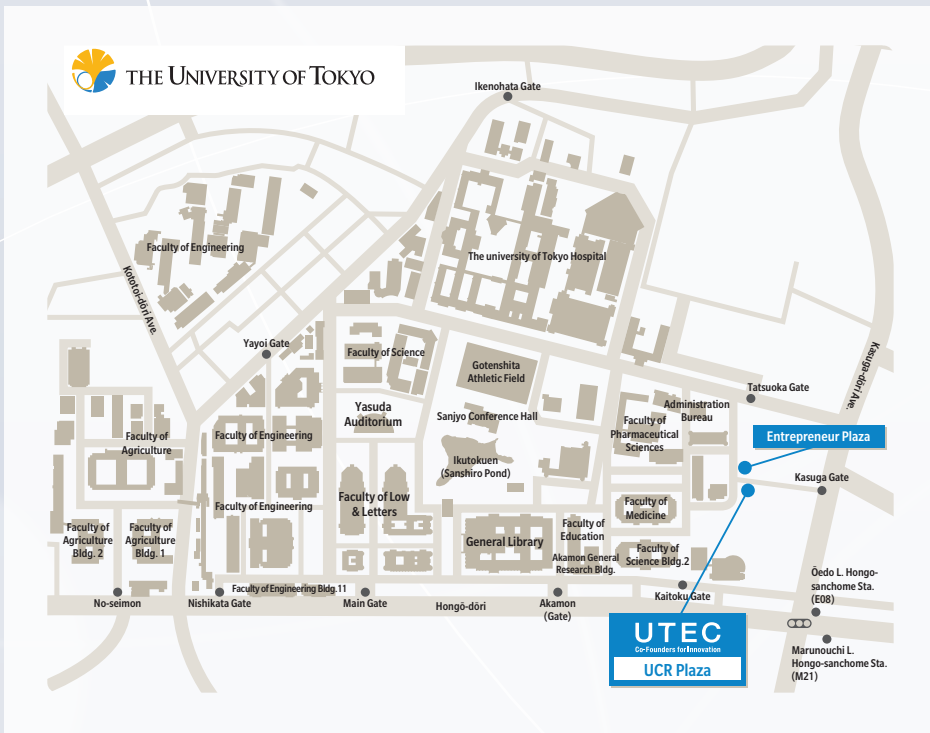 THE UNIVERSITY OF TOKYO
Ikenohata Gate
Faculty of Engineering
The university of Tokyo Hospital
Kototoi-dōri Ave.
Yayoi Gate
Faculty of Science
Gotenshita
Athletic Field
Kasuga-dōri Ave.
Tatsuoka Gate
Yasuda
Auditorium
Sanjyo Conference Hall
Administration
Bureau
Faculty of
Pharmaceutical
Sciences
Faculty of
Agriculture
Faculty of Engineering
Entrepreneur Plaza
Ikutokuen
(Sanshiro Pond)
Kasuga Gate
Faculty of Engineering
Faculty of Low
& Letters
Faculty of
Medicine
Faculty of
Agriculture
Bldg. 2
Faculty of
Agriculture
Bldg. 1
General Library
Faculty of
Education
Akamon General
Research Bldg.
Faculty of
Science Bldg.2
Faculty of Engineering Bldg.11
Kaitoku Gate
Ōedo L. Hongo-
sanchome Sta.
(E08)
No-seimon
Nishikata Gate
Main Gate
Hongō-dōri
Akamon
(Gate)
UTEC
Co-Founders for Innovation
UCR Plaza
Marunouchi L.
Hongo-sanchome Sta.
(M21)